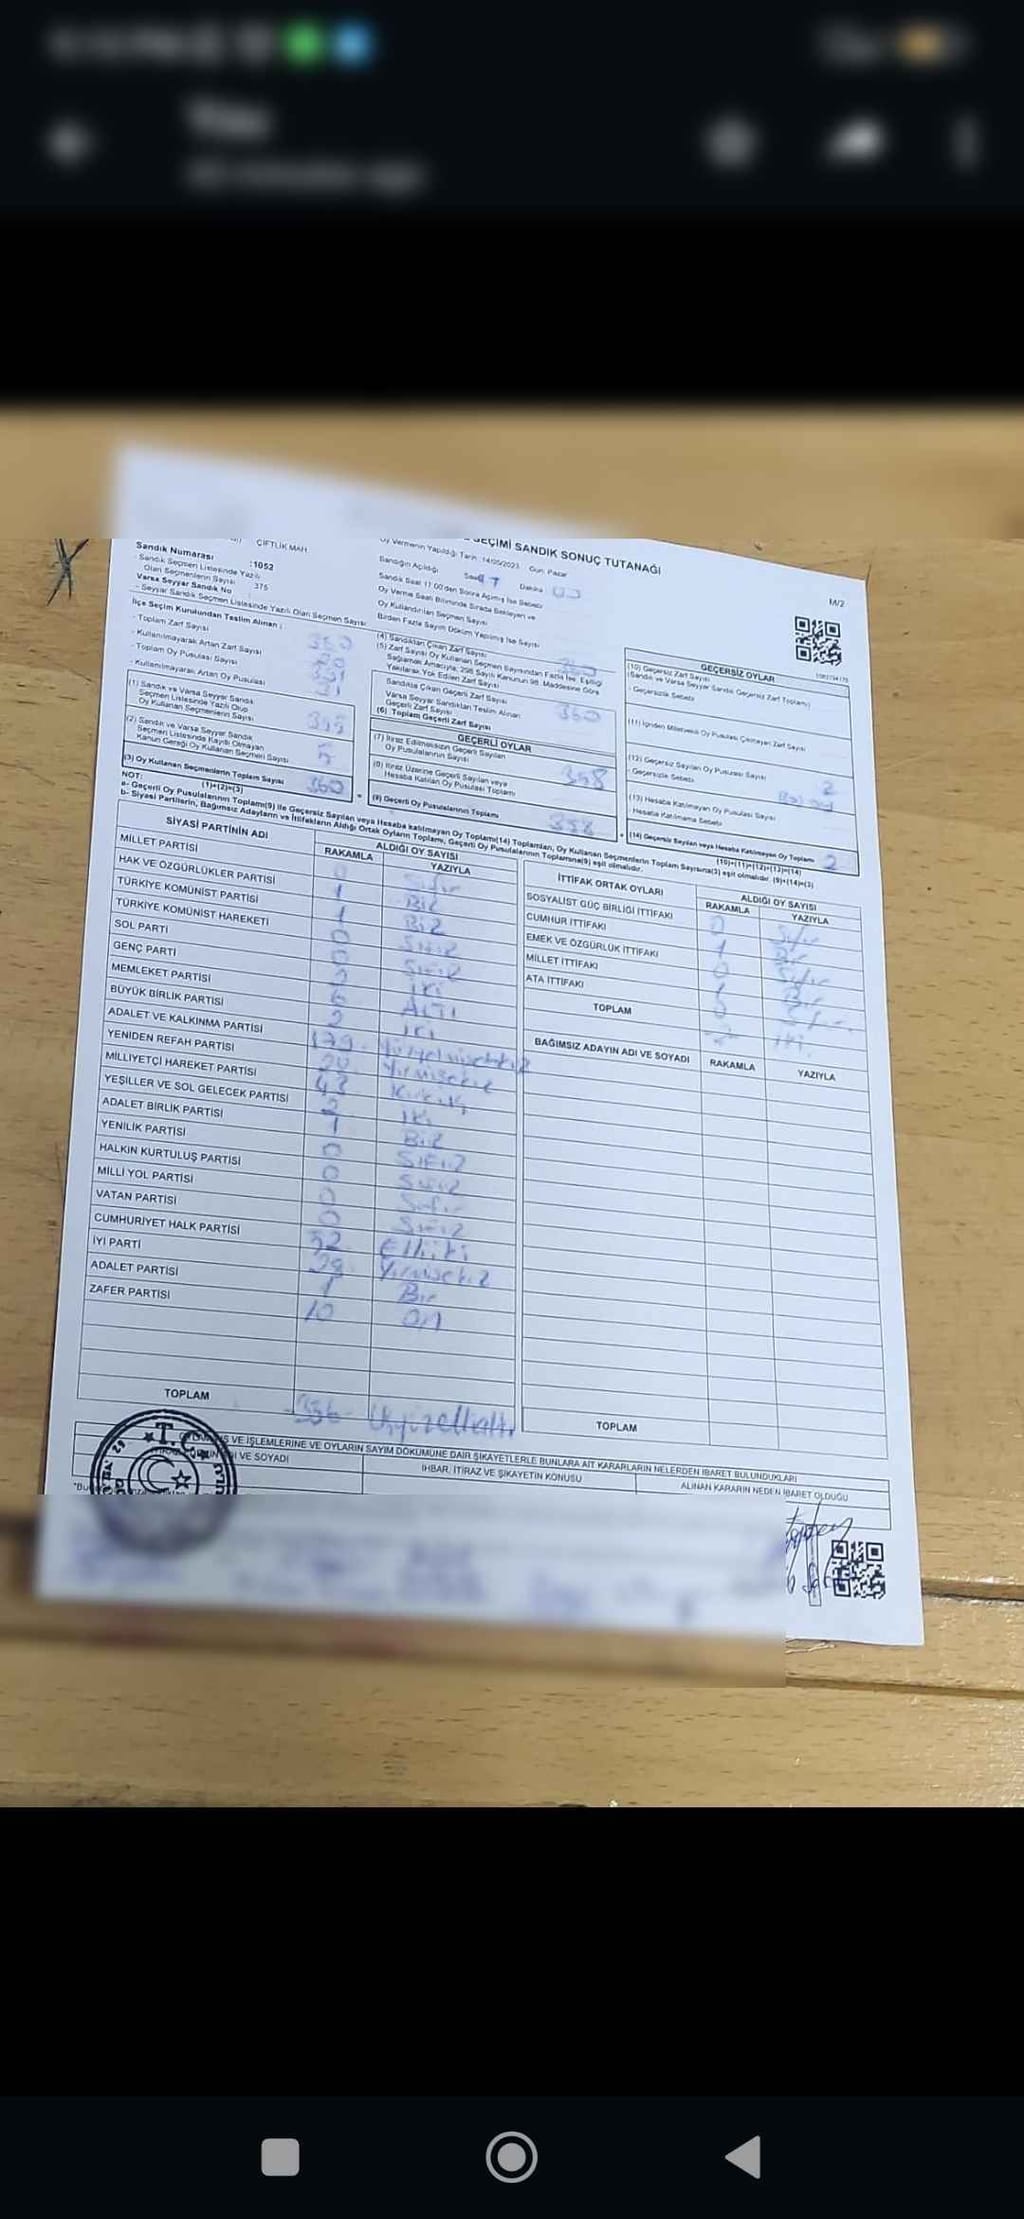 ÇİFTLİK MAH
SEÇİMİ SANDIK SONUÇ TUTANAĞI
Sandık Numarası :1052
Oy Vermenin Yapıldığı Tarih: 14/05/2023 Gün: Pazar
M/2
Sandık Seçmen Listesinde Yazılı
Olan Seçmenlerin Sayısı 375
Varsa Seyyar Sandık No
- Seyyar Sandık Seçmen Listesinde Yazılı Olan Seçmen Sayısı
Sandığın Açıldığı Saat Dakika
Sandık Saat 17.00'den Sonra Açılmış İse Sebebi
Oy Verme Saati Bitiminde Sırada Bekleyen ve
Oy Kullandırılan Seçmen Sayısı
Birden Fazla Sayım Döküm Yapılmış İse Sayısı
İlçe Seçim Kurulundan Teslim Alınan :
- Toplam Zarf Sayısı 380
- Kullanılmayarak Artan Zarf Sayısı
- Toplam Oy Pusulası Sayısı
- Kullanılmayarak Artan Oy Pusulası
(1) Sandık ve Varsa Seyyar Sandık
Seçmen Listesinde Yazılı Olup
Oy Kullanan Seçmenlerin Sayısı 355
(2) Sandık ve Varsa Seyyar Sandık
Seçmen Listesinde Kayıtlı Olmayan
Kanun Gereği Oy Kullanan Seçmen Sayısı 5
(3) Oy Kullanan Seçmenlerin Toplam Sayısı
(1)+(2)=(3) 360
(4) Sandıktan Çıkan Zarf Sayısı 360
(5) Zarf Sayısı Oy Kullanan Seçmen Sayısından Fazla İse, Eşitliği
Sağlamak Amacıyla, 298 Sayılı Kanunun 98. Maddesine Göre
Yakılarak Yok Edilen Zarf Sayısı
Sandıkta Çıkan Geçerli Zarf Sayısı 360
Varsa Seyyar Sandıktan Teslim Alınan
Geçerli Zarf Sayısı
(6) Toplam Geçerli Zarf Sayısı
GEÇERLİ OYLAR
(7) İtiraz Edilmeksizin Geçerli Sayılan
Oy Pusulalarının Sayısı 358
(8) İtiraz Üzerine Geçerli Sayılan veya
Hesaba Katılan Oy Pusulası Toplamı
(9) Geçerli Oy Pusulalarının Toplamı 358
GEÇERSİZ OYLAR
(10) Geçersiz Zarf Sayısı
(Sandık ve Varsa Seyyar Sandık Geçersiz Zarf Toplamı)
- Geçersizlik Sebebi
(11) İçinden Milletvekili Oy Pusulası Çıkmayan Zarf Sayısı
(12) Geçersiz Sayılan Oy Pusulası Sayısı 2
- Geçersizlik Sebebi
(13) Hesaba Katılmayan Oy Pusulası Sayısı
Hesaba Katılmama Sebebi
(14) Geçersiz Sayılan veya Hesaba Katılmayan Oy Toplamı
(10)+(11)+(12)+(13)=(14) 2
NOT:
a- Geçerli Oy Pusulalarının Toplamı(9) ile Geçersiz Sayılan veya Hesaba katılmayan Oy Toplamı(14) Toplamları, Oy Kullanan Seçmenlerin Toplam Sayısına(3) eşit olmalıdır. (9)+(14)=(3)
b- Siyasi Partilerin, Bağımsız Adayların ve İttifakların Aldığı Ortak Oyların Toplamı, Geçerli Oy Pusulalarının Toplamına(9) eşit olmalıdır.
SİYASİ PARTİNİN ADI
ALDIĞI OY SAYISI
RAKAMLA YAZIYLA
MİLLET PARTİSİ 0 Sıfır
HAK VE ÖZGÜRLÜKLER PARTİSİ 1 Bir
TÜRKİYE KOMÜNİST PARTİSİ 1 Bir
TÜRKİYE KOMÜNİST HAREKETİ 0 Sıfır
SOL PARTİ 0 Sıfır
GENÇ PARTİ 2 İki
MEMLEKET PARTİSİ 6 Altı
BÜYÜK BİRLİK PARTİSİ 2 İki
ADALET VE KALKINMA PARTİSİ 179
YENİDEN REFAH PARTİSİ
MİLLİYETÇİ HAREKET PARTİSİ
YEŞİLLER VE SOL GELECEK PARTİSİ 2 İki
ADALET BİRLİK PARTİSİ 1 Bir
YENİLİK PARTİSİ 0 Sıfır
HALKIN KURTULUŞ PARTİSİ 0 Sıfır
MİLLİ YOL PARTİSİ 0 Sıfır
VATAN PARTİSİ 0 Sıfır
CUMHURİYET HALK PARTİSİ 52 Elliiki
İYİ PARTİ 28 Yirmisekiz
ADALET PARTİSİ 1 Bir
ZAFER PARTİSİ 10 On
TOPLAM 356 Üçyüzellialtı
İTTİFAK ORTAK OYLARI
ALDIĞI OY SAYISI
RAKAMLA YAZIYLA
SOSYALİST GÜÇ BİRLİĞİ İTTİFAKI 0 Sıfır
CUMHUR İTTİFAKI 1 Bir
EMEK VE ÖZGÜRLÜK İTTİFAKI 0 Sıfır
MİLLET İTTİFAKI 1 Bir
ATA İTTİFAKI 0 Sıfır
TOPLAM 2 İki
BAĞIMSIZ ADAYIN ADI VE SOYADI RAKAMLA YAZIYLA
TOPLAM
VE İŞLEMLERİNE VE OYLARIN SAYIM DÖKÜMÜNE DAİR ŞİKAYETLERLE BUNLARA AİT KARARLARIN NELERDEN İBARET BULUNDUKLARI
ADI VE SOYADI
İHBAR, İTİRAZ VE ŞİKAYETİN KONUSU
ALINAN KARARIN NEDEN İBARET OLDUĞU
T.C.